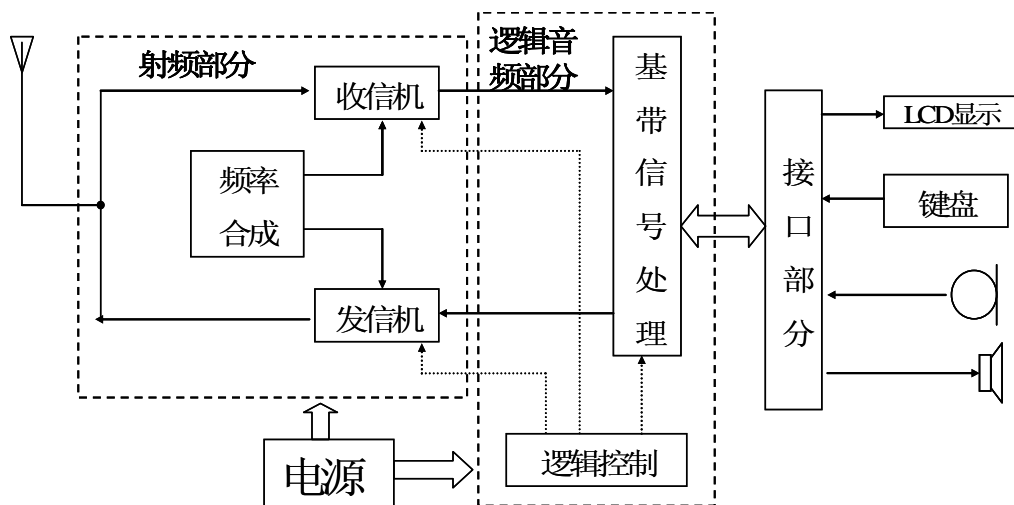 射频部分
逻辑音
频部分
收信机
基带信号处理
LCD显示
频率
合成
接口部分
键盘
发信机
逻辑控制
电源